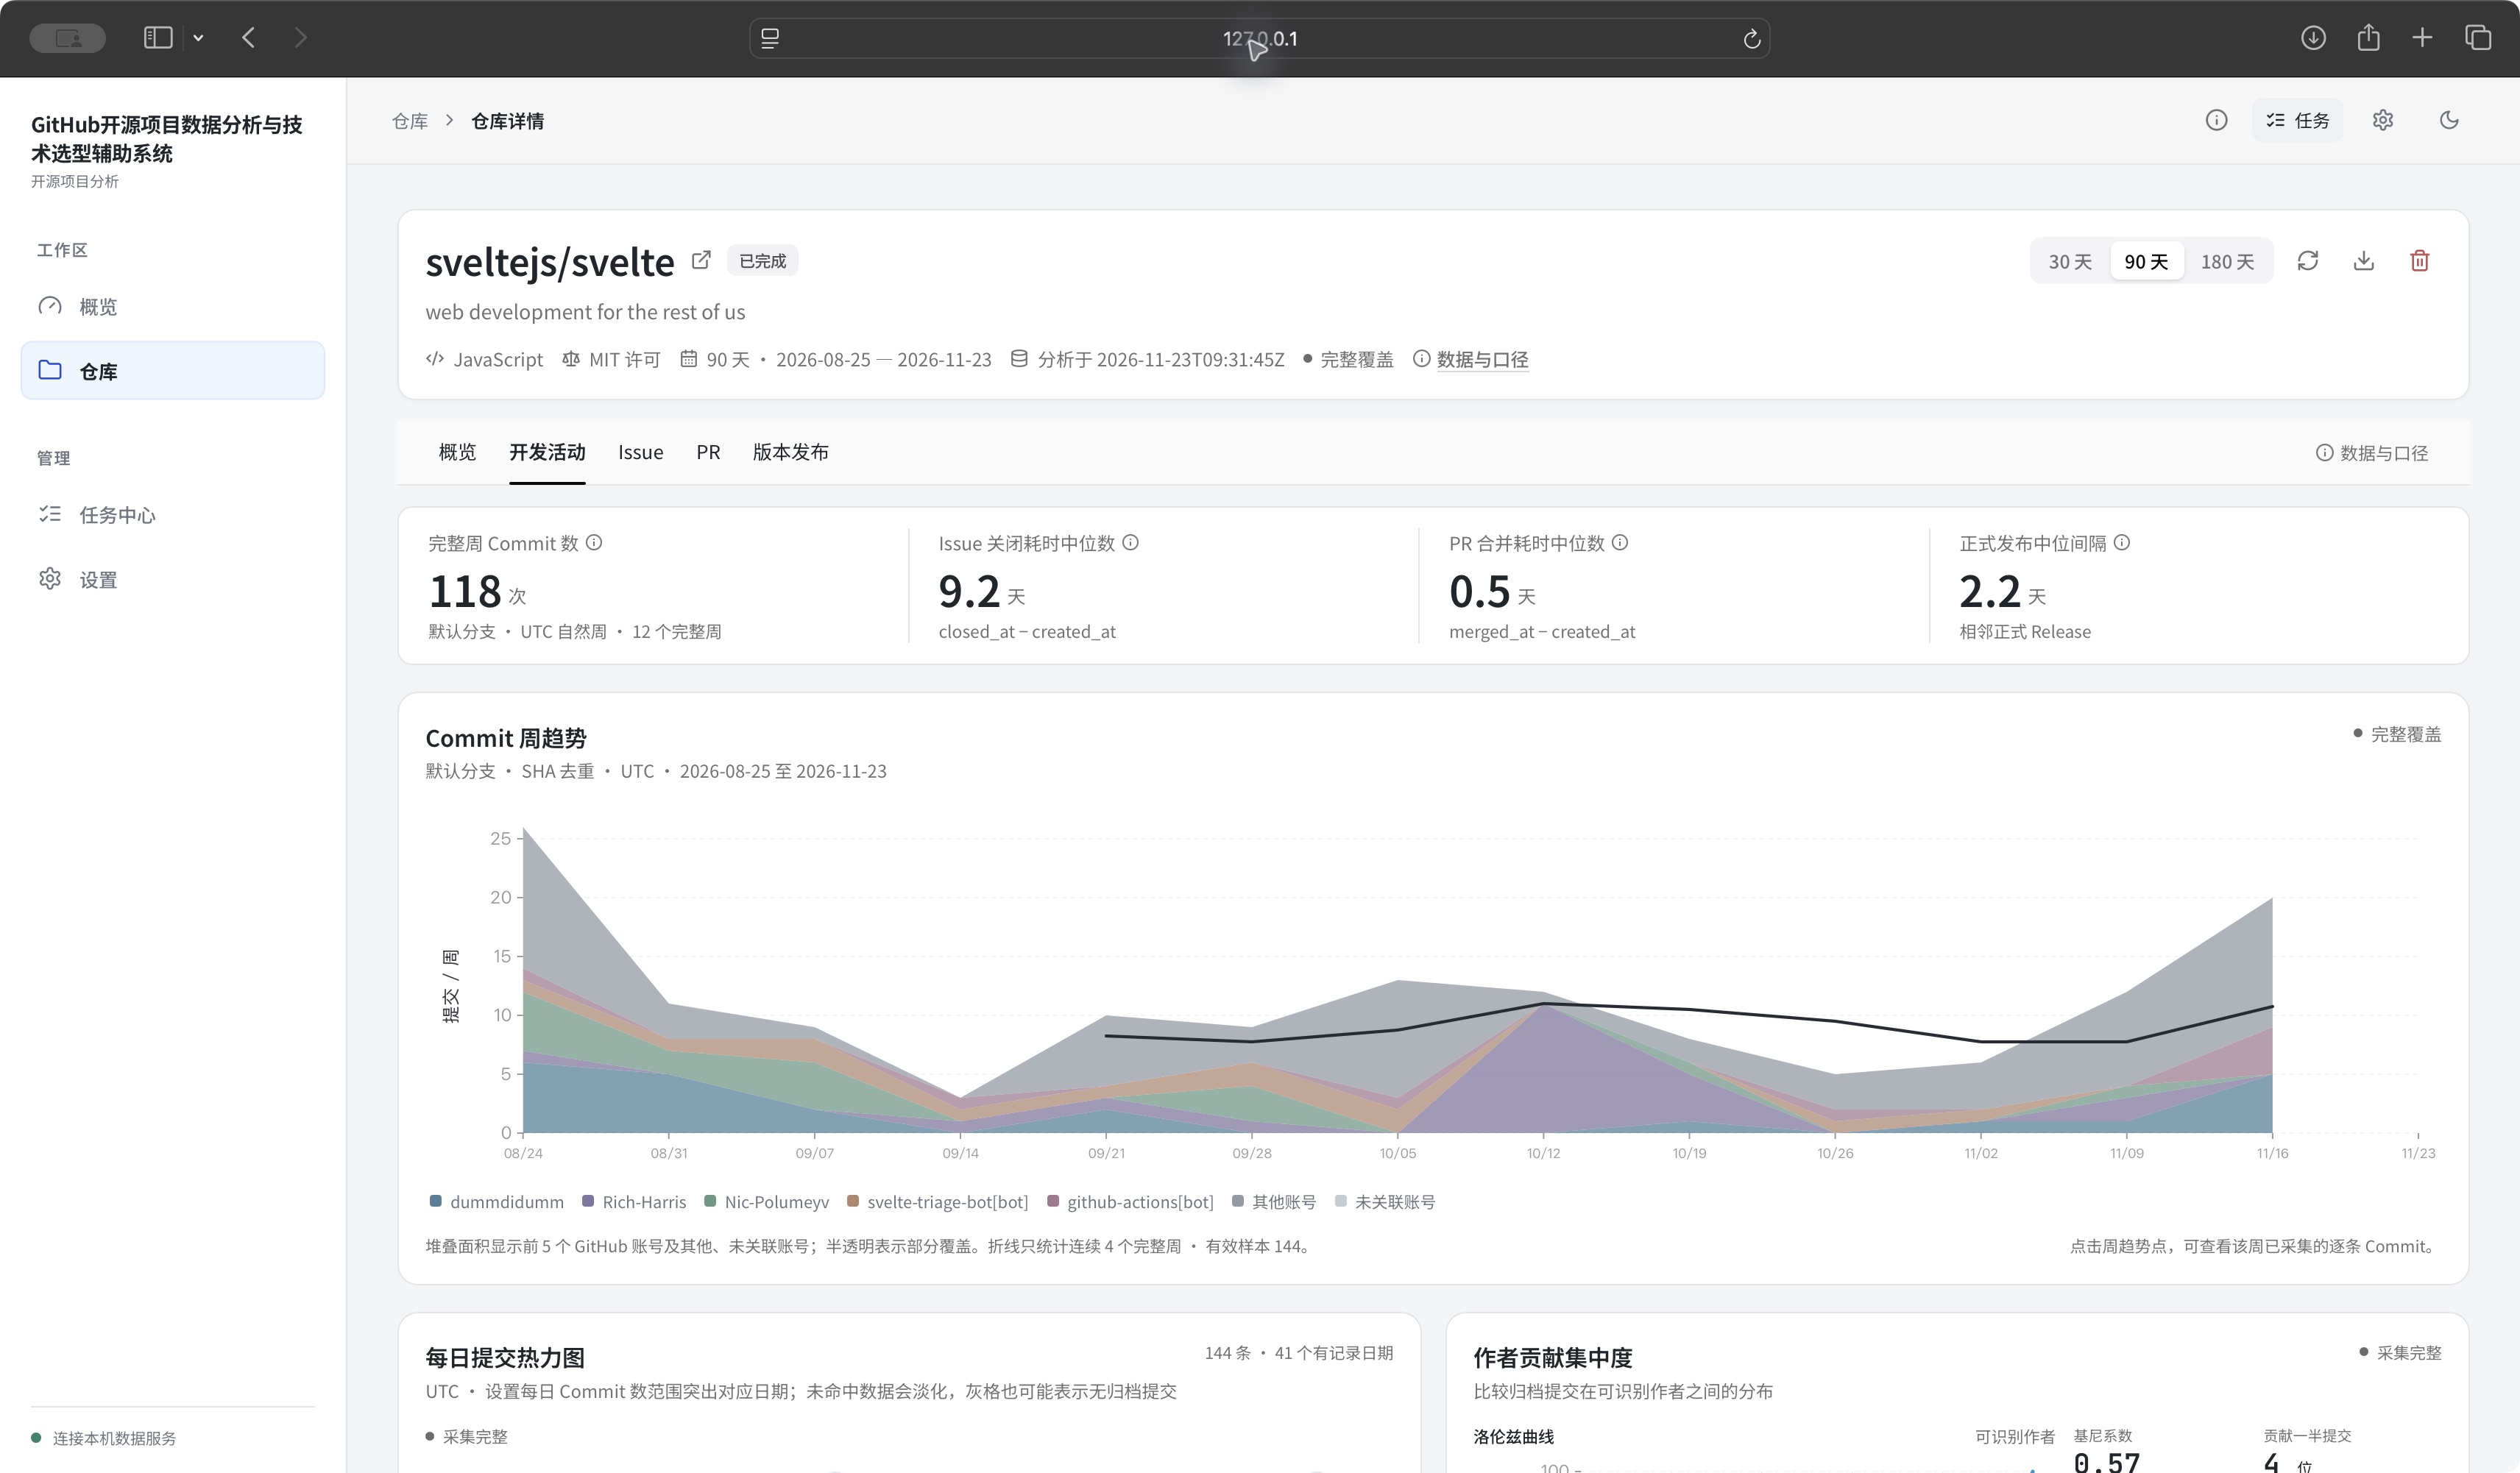 127.0.0.1
GitHub开源项目数据分析与技
术选型辅助系统
开源项目分析
工作区
概览
仓库
管理
任务中心
设置
连接本机数据服务
仓库 > 仓库详情
任务
sveltejs/svelte 已完成
30 天 90 天 180 天
web development for the rest of us
JavaScript MIT 许可 90 天 · 2026-08-25 — 2026-11-23 分析于 2026-11-23T09:31:45Z 完整覆盖 数据与口径
概览 开发活动 Issue PR 版本发布 数据与口径
完整周 Commit 数
118 次
默认分支 · UTC 自然周 · 12 个完整周
Issue 关闭耗时中位数
9.2 天
closed_at − created_at
PR 合并耗时中位数
0.5 天
merged_at − created_at
正式发布中位间隔
2.2 天
相邻正式 Release
Commit 周趋势
完整覆盖
默认分支 · SHA 去重 · UTC · 2026-08-25 至 2026-11-23
提交 / 周
25
20
15
10
5
0
08/24 08/31 09/07 09/14 09/21 09/28 10/05 10/12 10/19 10/26 11/02 11/09 11/16 11/23
dummdidumm Rich-Harris Nic-Polumeyv svelte-triage-bot[bot] github-actions[bot] 其他账号 未关联账号
堆叠面积显示前 5 个 GitHub 账号及其他、未关联账号；半透明表示部分覆盖。折线只统计连续 4 个完整周 · 有效样本 144。
点击周趋势点，可查看该周已采集的逐条 Commit。
每日提交热力图
144 条 · 41 个有记录日期
UTC · 设置每日 Commit 数范围突出对应日期；未命中数据会淡化，灰格也可能表示无归档提交
采集完整
作者贡献集中度
采集完整
比较归档提交在可识别作者之间的分布
洛伦兹曲线
可识别作者
基尼系数
0.57
贡献一半提交
4 位
100